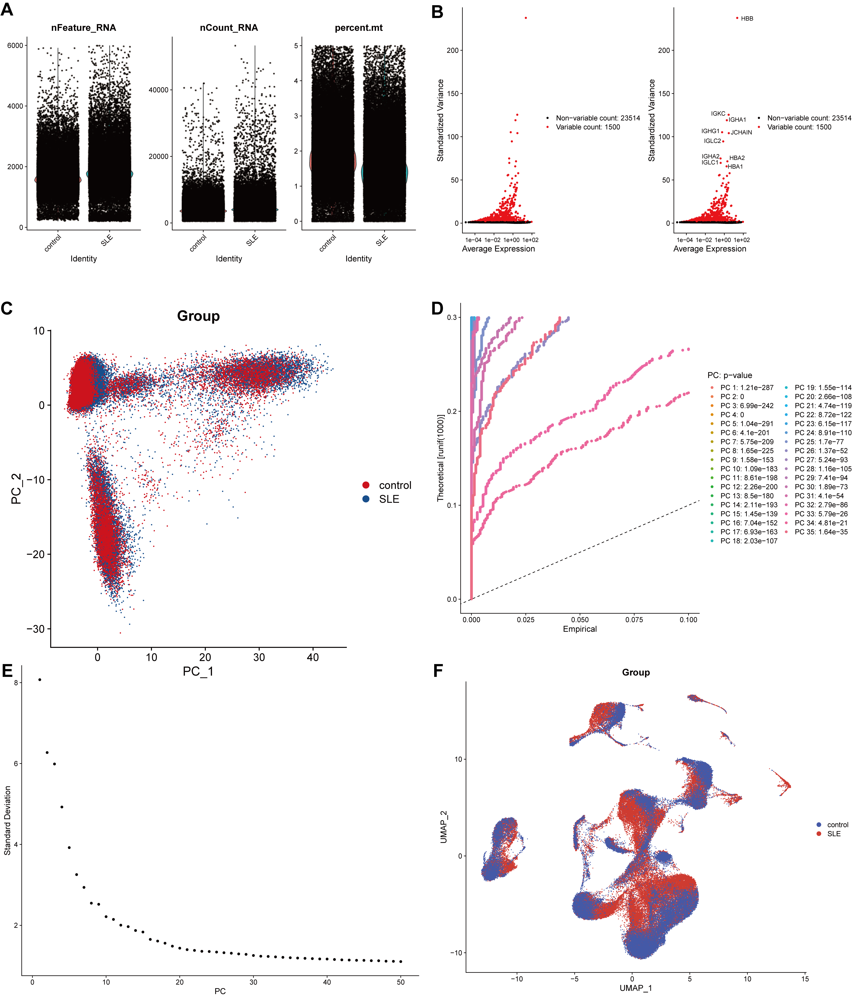 A
nFeature_RNA
nCount_RNA
percent.mt
6000
4000
2000
0
40000
20000
0
5
4
3
2
1
0
control
SLE
control
SLE
control
SLE
Identity
Identity
Identity
B
Standardized Variance
200
150
100
50
0
1e−04
1e−02
1e+00
1e+02
Average Expression
Non−variable count: 23514
Variable count: 1500
Standardized Variance
200
150
100
50
0
HBB
IGKC
IGHA1
IGHG1
JCHAIN
IGLC2
IGHA2
HBA2
IGLC1
HBA1
1e−04
1e−02
1e+00
1e+02
Average Expression
Non−variable count: 23514
Variable count: 1500
C
Group
PC_2
10
0
−10
−20
−30
0
10
20
30
40
PC_1
control
SLE
D
Theoretical [runif(1000)]
0.3
0.2
0.1
0.0
0.000
0.025
0.050
0.075
0.100
Empirical
PC: p−value
PC 1: 1.21e−287
PC 2: 0
PC 3: 6.99e−242
PC 4: 0
PC 5: 1.04e−291
PC 6: 4.1e−201
PC 7: 5.75e−209
PC 8: 1.65e−225
PC 9: 1.58e−153
PC 10: 1.09e−183
PC 11: 8.61e−198
PC 12: 2.26e−200
PC 13: 8.5e−180
PC 14: 2.11e−193
PC 15: 1.45e−139
PC 16: 7.04e−152
PC 17: 6.93e−163
PC 18: 2.03e−107
PC 19: 1.55e−114
PC 20: 2.66e−108
PC 21: 4.74e−119
PC 22: 8.72e−122
PC 23: 6.15e−117
PC 24: 8.91e−110
PC 25: 1.7e−77
PC 26: 1.37e−52
PC 27: 5.24e−93
PC 28: 1.16e−105
PC 29: 7.41e−94
PC 30: 1.89e−73
PC 31: 4.1e−54
PC 32: 2.79e−86
PC 33: 5.79e−26
PC 34: 4.81e−21
PC 35: 1.64e−35
E
Standard Deviation
8
6
4
2
0
10
20
30
40
50
PC
F
Group
UMAP_2
10
0
−10
−10
−5
0
5
10
15
UMAP_1
control
SLE